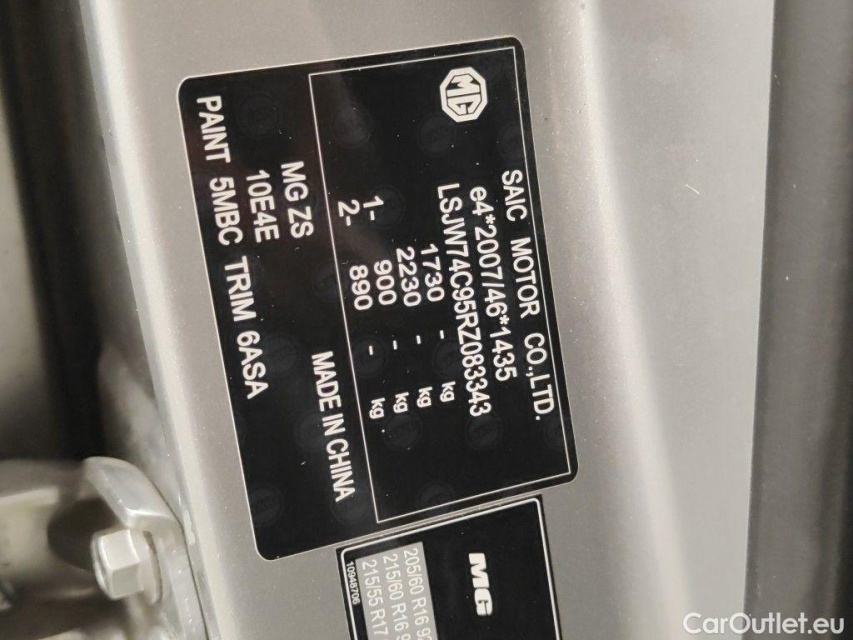 MG
SAIC MOTOR CO.,LTD.
e4*2007/46*1435
LSJW74C95RZ083343
1730 - kg
2230 - kg
1- 900 - kg
2- 890 - kg
MG ZS
10E4E
MADE IN CHINA
PAINT 5MBC TRIM 6ASA
MG
205/60 R16
215/60 R16
215/55 R17
10948706
CarOutlet.eu